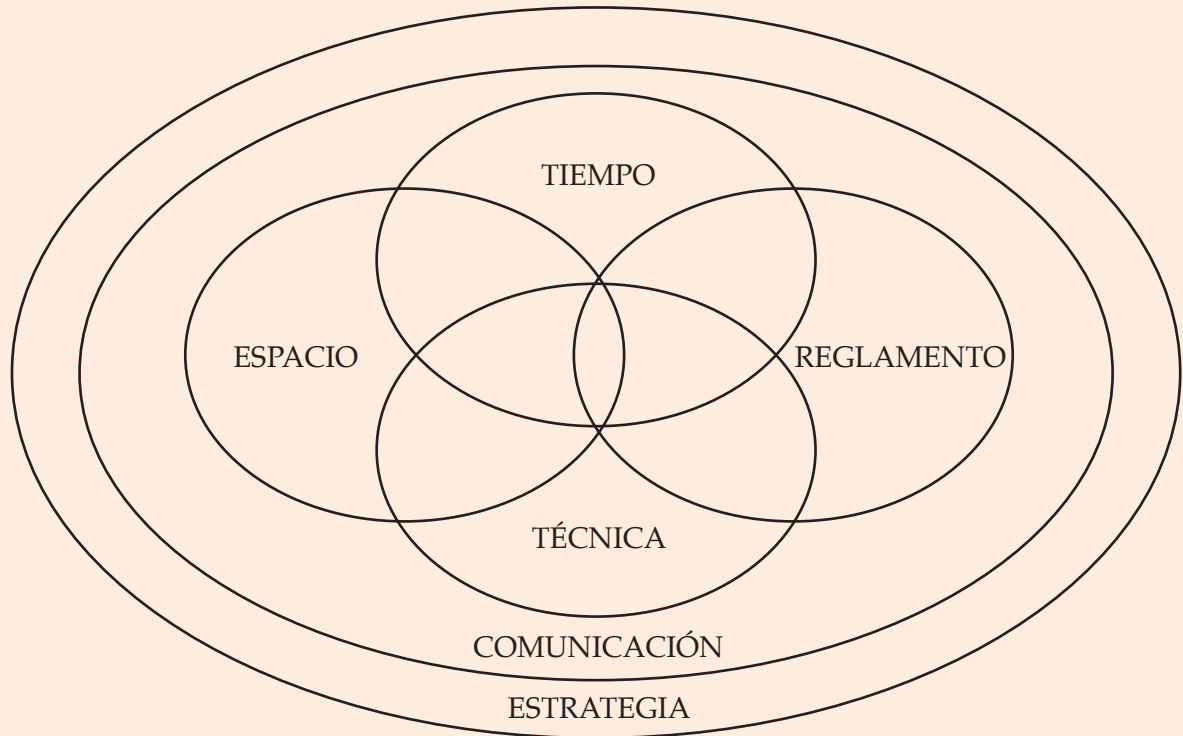 TIEMPO
ESPACIO
REGLAMENTO
TÉCNICA
COMUNICACIÓN
ESTRATEGIA